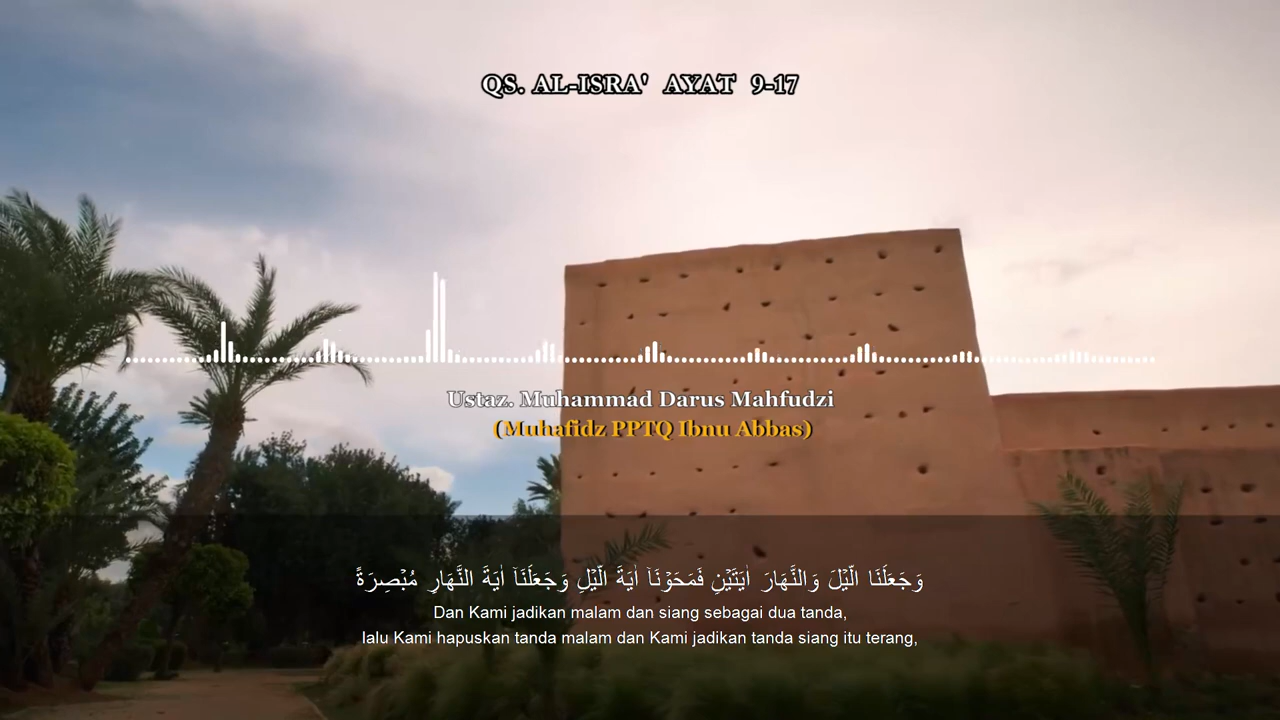 QS. AL-ISRA' AYAT 9-17
Ustaz. Muhammad Darus Mahfudzi
(Muhafidz PPTQ Ibnu Abbas)
وَجَعَلْنَا الَّيْلَ وَالنَّهَارَ اٰيَتَيْنِ فَمَحَوْنَآ اٰيَةَ الَّيْلِ وَجَعَلْنَآ اٰيَةَ النَّهَارِ مُبْصِرَةً
Dan Kami jadikan malam dan siang sebagai dua tanda,
lalu Kami hapuskan tanda malam dan Kami jadikan tanda siang itu terang,